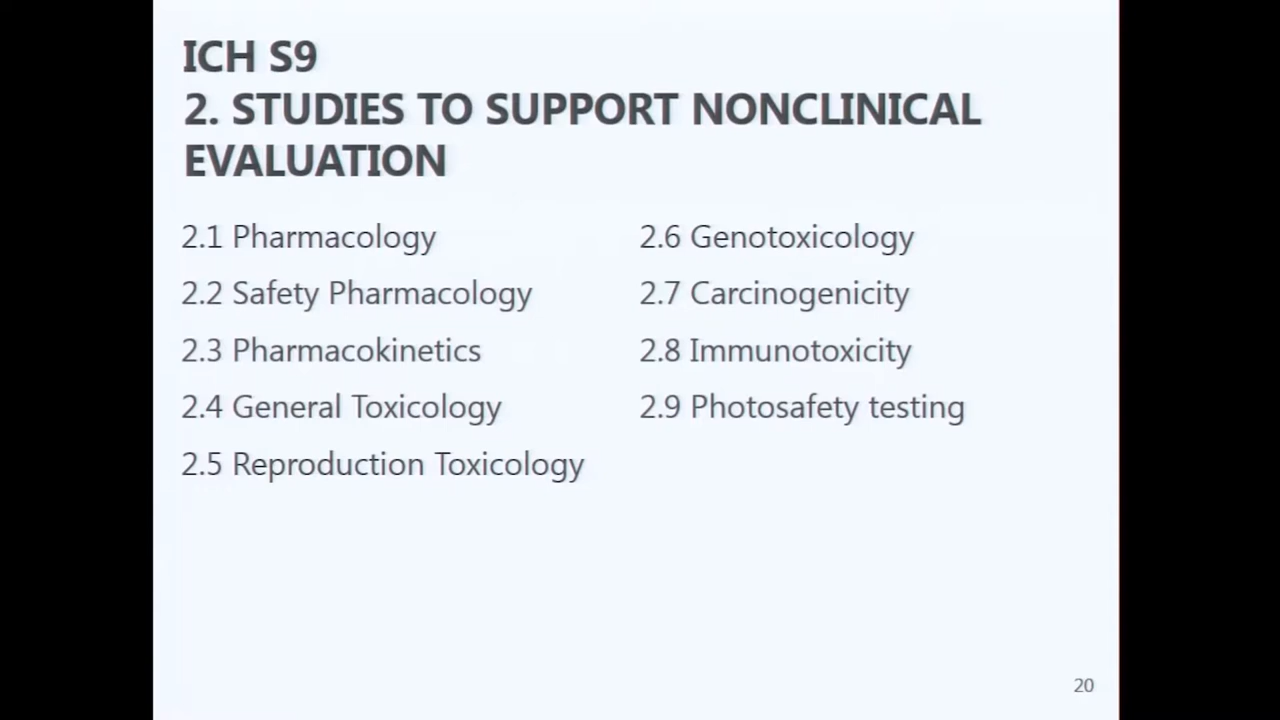 ICH S9
2. STUDIES TO SUPPORT NONCLINICAL
EVALUATION
2.1 Pharmacology
2.2 Safety Pharmacology
2.3 Pharmacokinetics
2.4 General Toxicology
2.5 Reproduction Toxicology
2.6 Genotoxicology
2.7 Carcinogenicity
2.8 Immunotoxicity
2.9 Photosafety testing
20